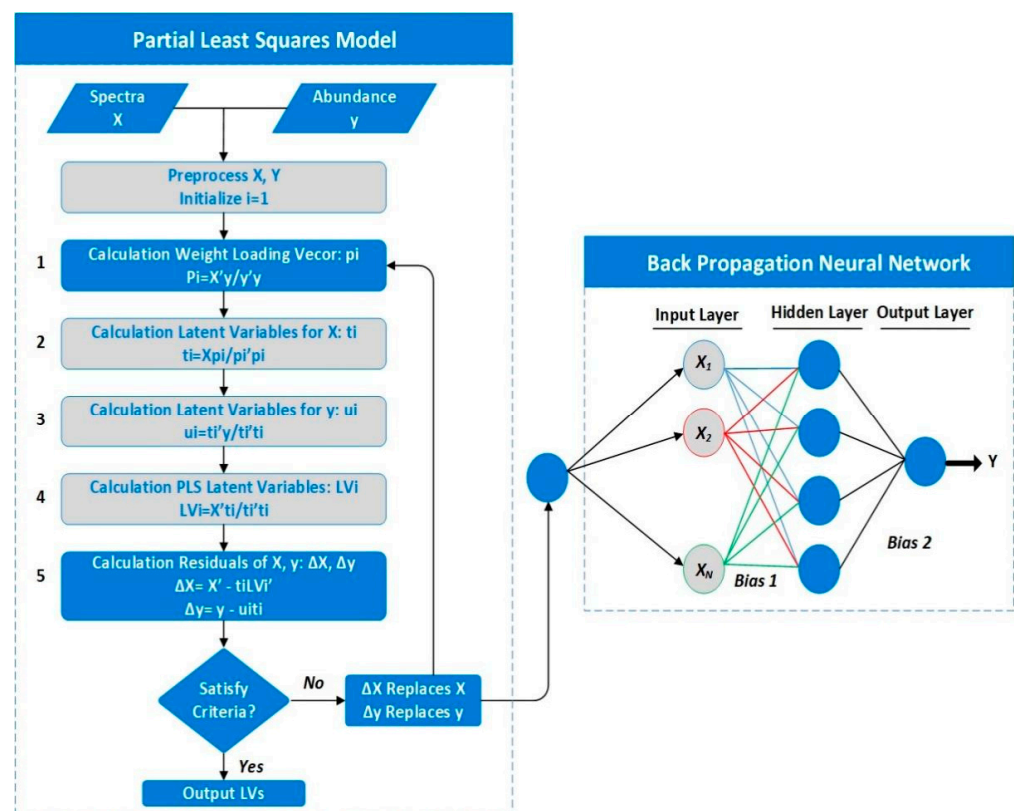 Partial Least Squares Model
Spectra
X
Abundance
y
Preprocess X, Y
Initialize i=1
1
Calculation Weight Loading Vecor: pi
Pi=X'y/y'y
2
Calculation Latent Variables for X: ti
ti=Xpi/pi'pi
3
Calculation Latent Variables for y: ui
ui=ti'y/ti'ti
4
Calculation PLS Latent Variables: LVi
LVi=X'ti/ti'ti
5
Calculation Residuals of X, y: ΔX, Δy
ΔX= X' - tiLVi'
Δy= y - uiti
Satisfy
Criteria?
No
ΔX Replaces X
Δy Replaces y
Yes
Output LVs
Back Propagation Neural Network
Input Layer
Hidden Layer
Output Layer
X1
X2
XN
Bias 1
Bias 2
Y